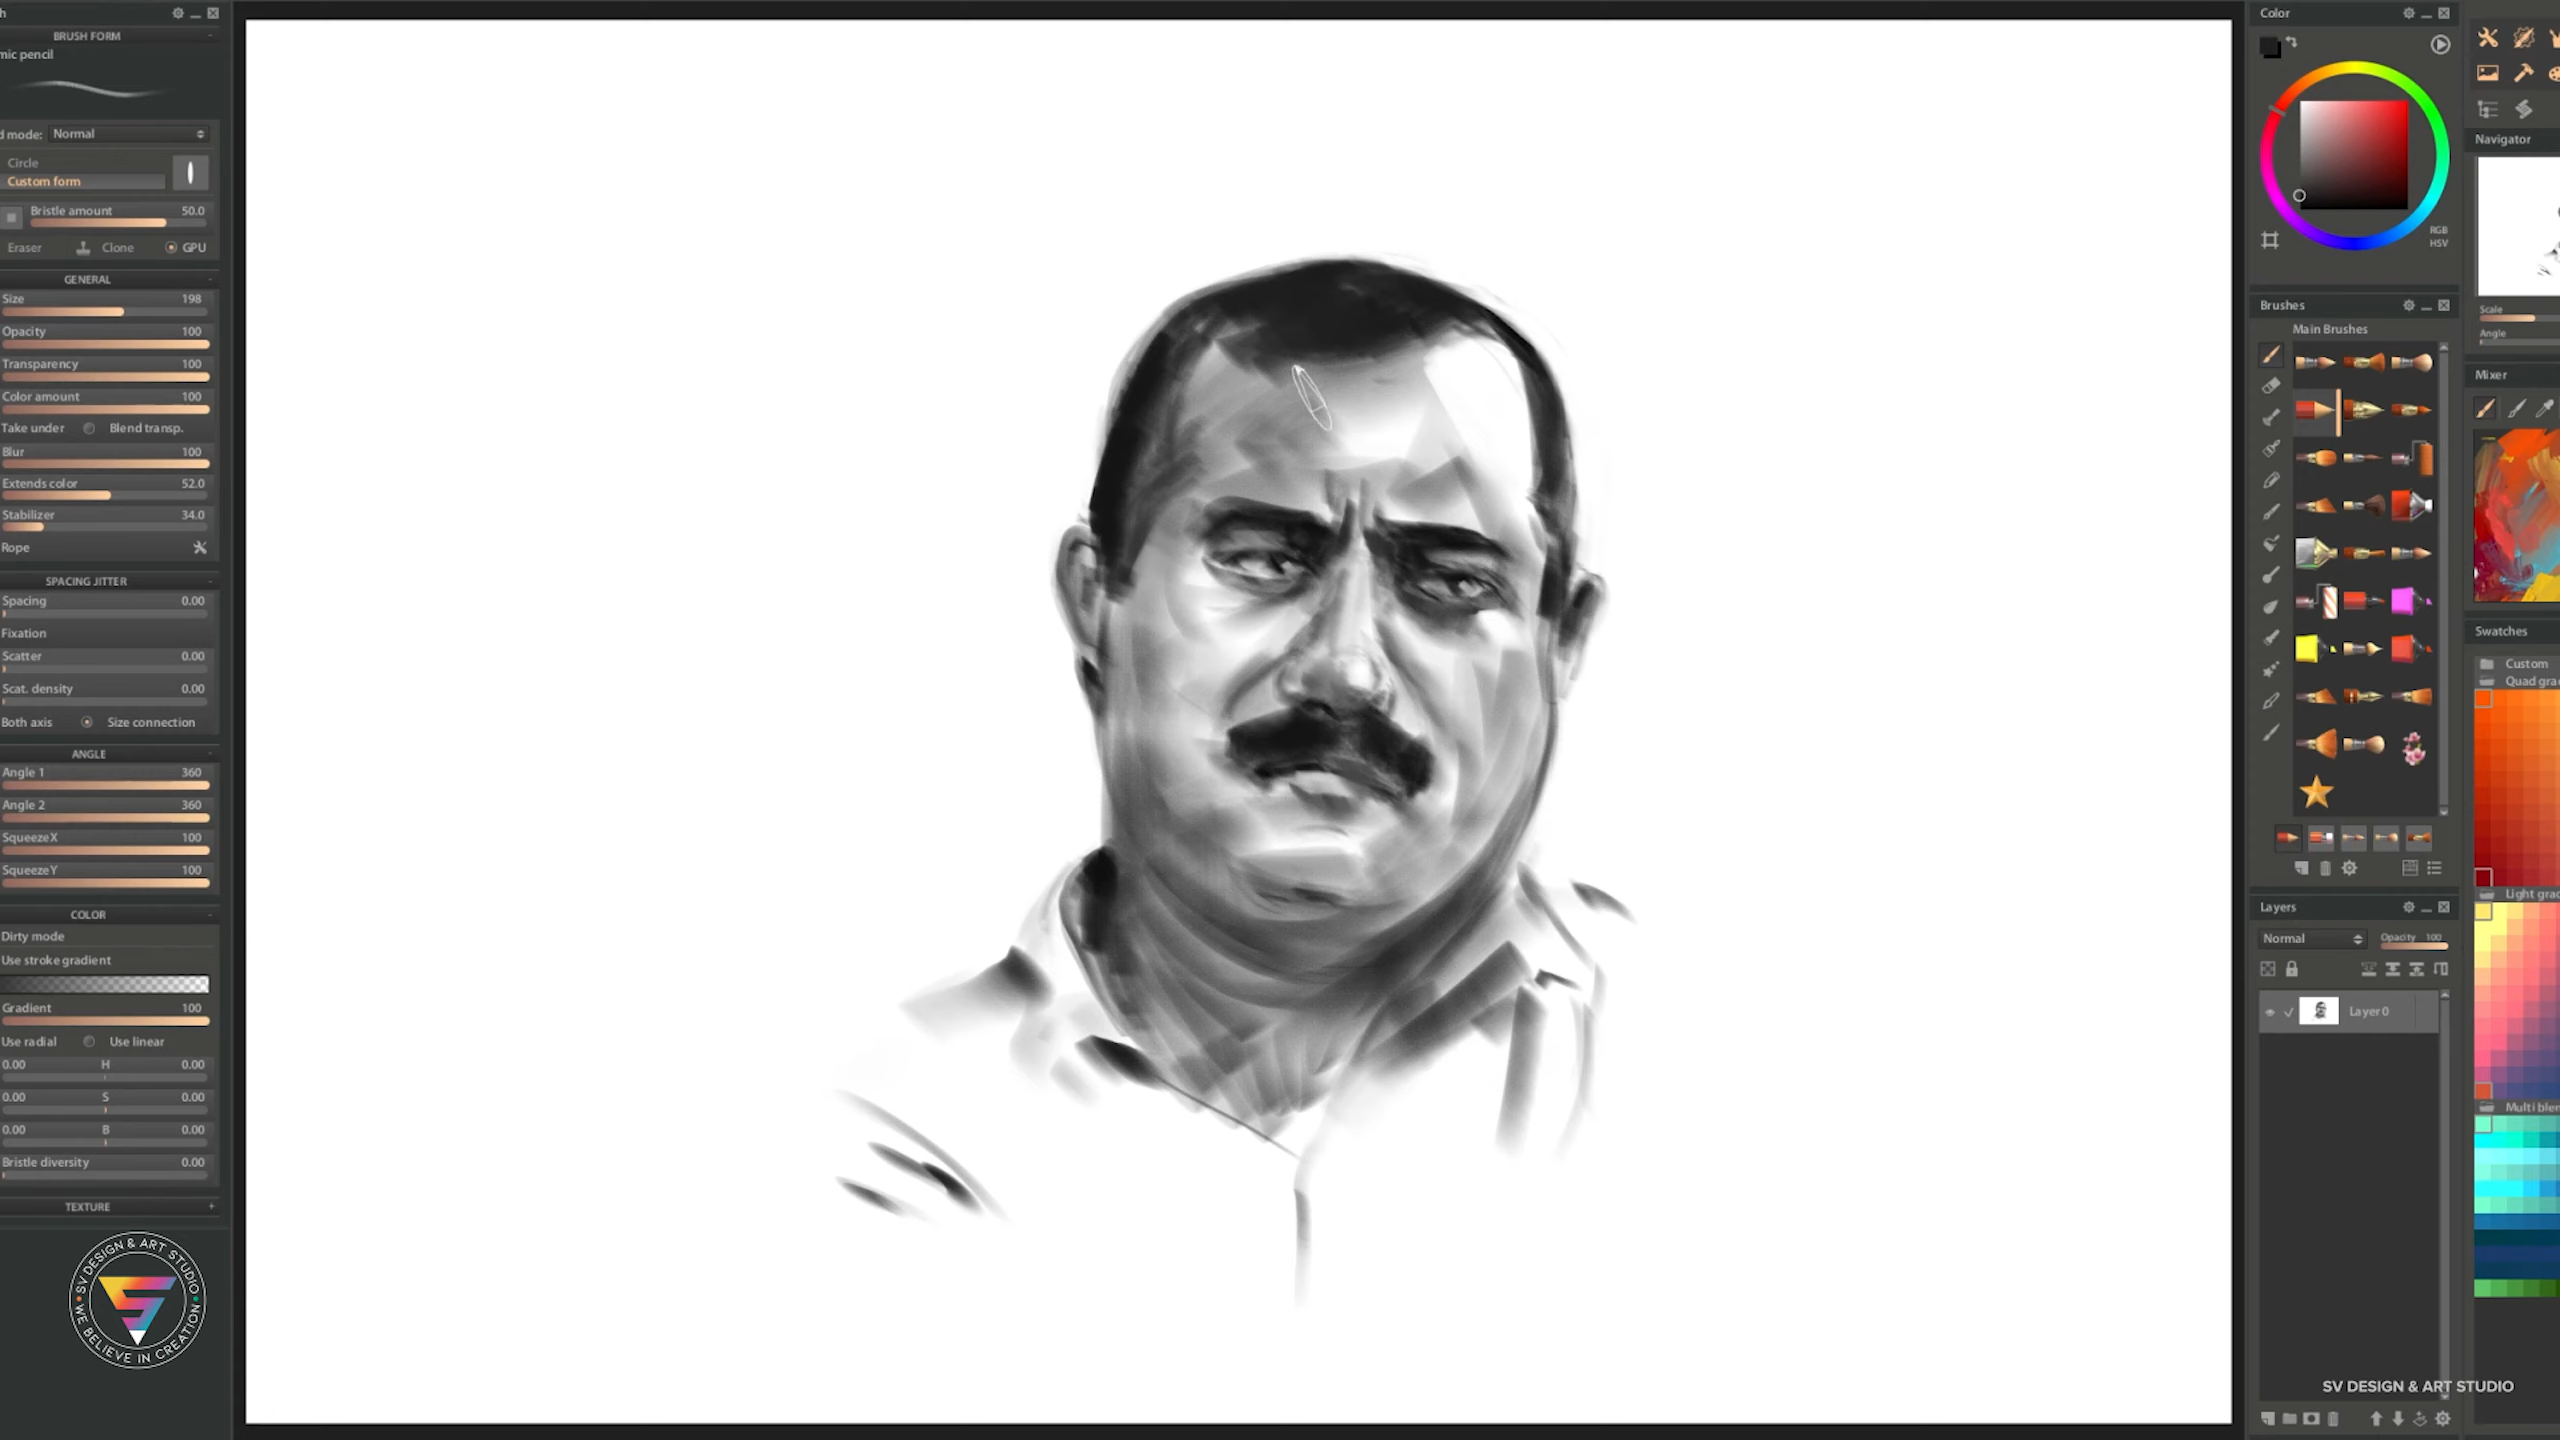 BRUSH FORM
mic pencil
d mode: Normal
Circle
Custom form
Bristle amount 50.0
Eraser Clone GPU
GENERAL
Size 198
Opacity 100
Transparency 100
Color amount 100
Take under Blend transp.
Blur 100
Extends color 52.0
Stabilizer 34.0
Rope
SPACING JITTER
Spacing 0.00
Fixation
Scatter 0.00
Scat. density 0.00
Both axis Size connection
ANGLE
Angle 1 360
Angle 2 360
SqueezeX 100
SqueezeY 100
COLOR
Dirty mode
Use stroke gradient
Gradient 100
Use radial Use linear
0.00 H 0.00
0.00 S 0.00
0.00 B 0.00
Bristle diversity 0.00
TEXTURE
SV DESIGN & ART STUDIO
WE BELIEVE IN CREATION
Color
RGB
HSV
Brushes
Main Brushes
Layers
Normal Opacity 100
Layer 0
Navigator
Scale
Angle
Mixer
Swatches
Custom
Quad gra
Light grad
Multi blen
SV DESIGN & ART STUDIO